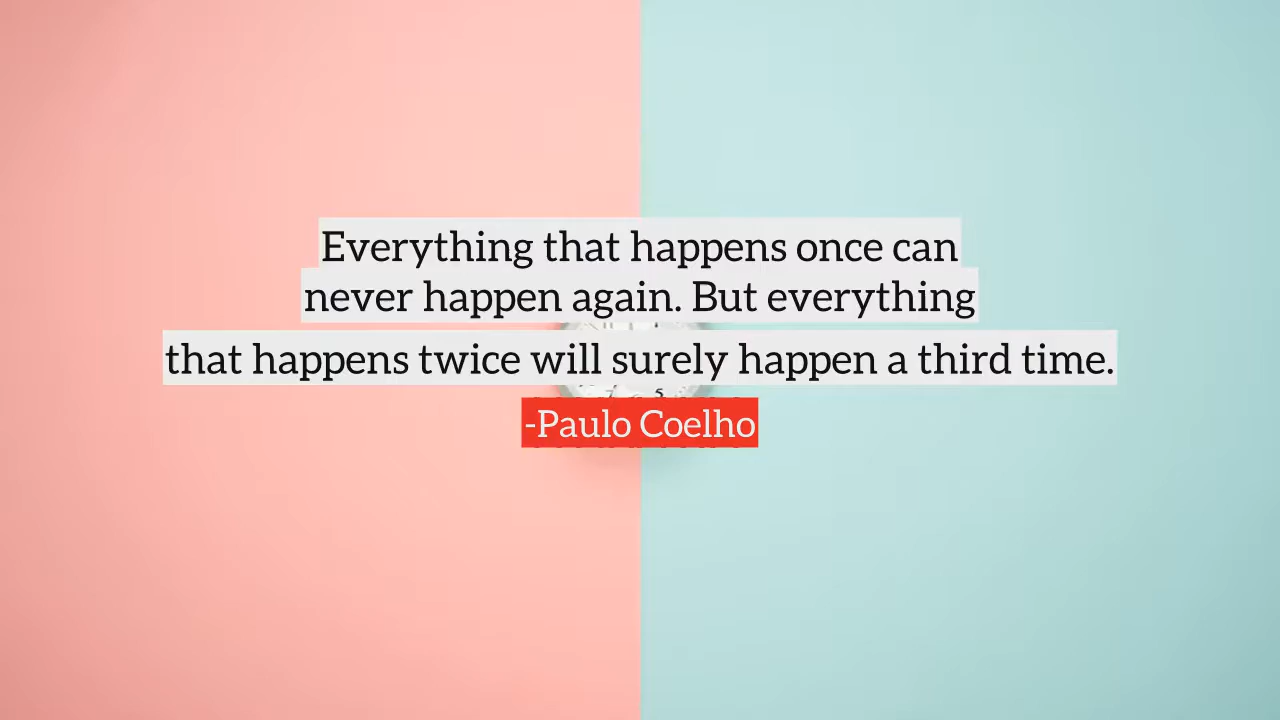 Everything that happens once can
never happen again. But everything
that happens twice will surely happen a third time.
5
-Paulo Coelho